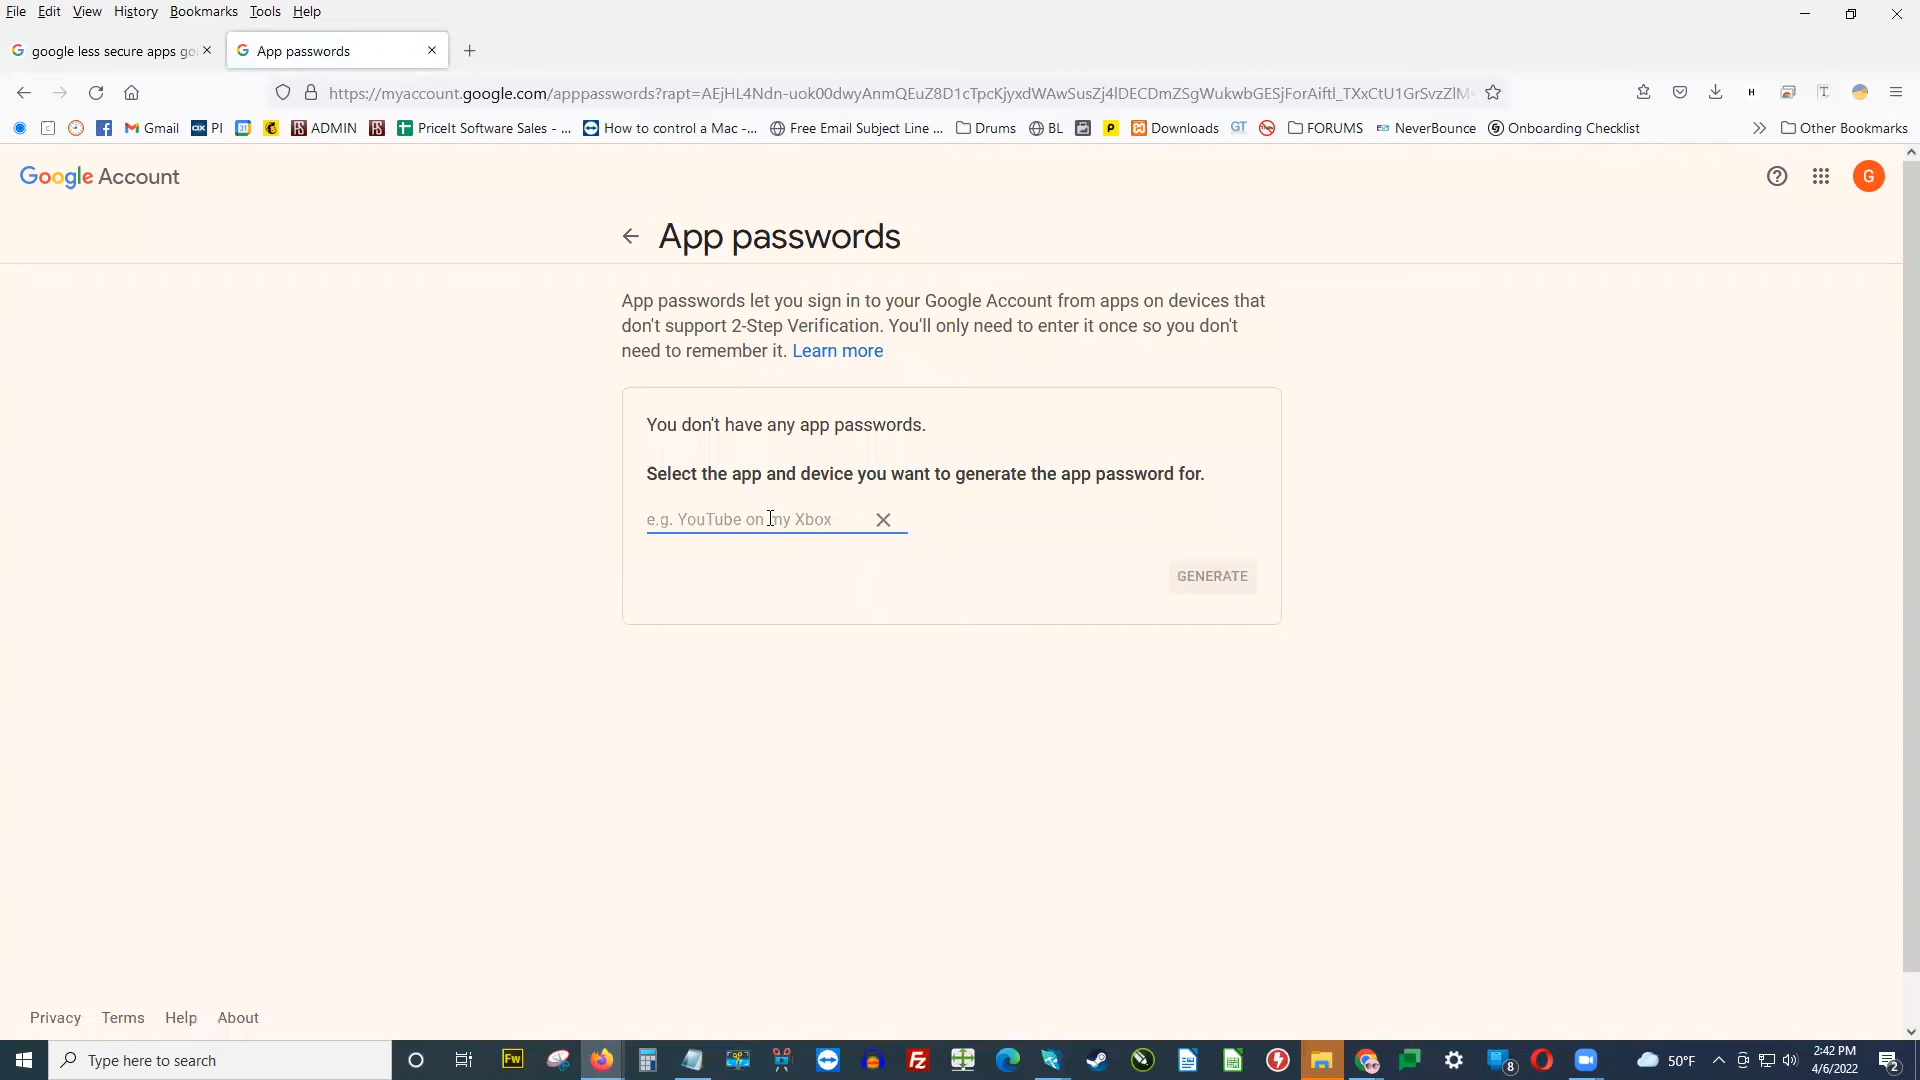 File Edit View History Bookmarks Tools Help
google less secure apps go
App passwords
https://myaccount.google.com/apppasswords?rapt=
Gmail
PI
ADMIN
PriceIt Software Sales - ...
How to control a Mac -...
Free Email Subject Line ...
Drums
BL
P
Downloads
GT
FORUMS
NeverBounce
Onboarding Checklist
Other Bookmarks
Google Account
G
App passwords
App passwords let you sign in to your Google Account from apps on devices that
don't support 2-Step Verification. You'll only need to enter it once so you don't
need to remember it. Learn more
You don't have any app passwords.
Select the app and device you want to generate the app password for.
e.g. YouTube on my Xbox
GENERATE
Privacy Terms Help About
Type here to search
Fw
8
50°F
2:42 PM
4/6/2022
2